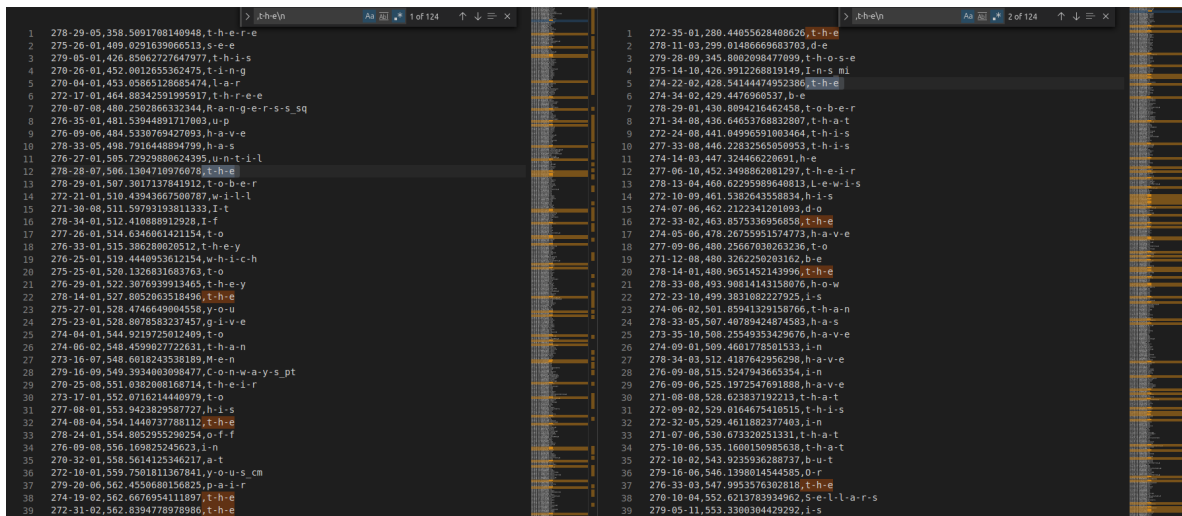 ,t-h-e\n
Aa
Ab
.*
1 of 124
1 278-29-05,358.5091708140948,t-h-e-r-e
2 275-26-01,409.0291639066513,s-e-e
3 279-05-01,426.85062727647977,t-h-i-s
4 270-26-01,452.0012655362475,t-i-n-g
5 270-04-01,453.05865128685474,l-a-r
6 272-17-01,464.88342591995917,t-h-r-e-e
7 270-07-08,480.2502866332344,R-a-n-g-e-r-s-s_sq
8 276-35-01,481.53944891717003,u-p
9 276-09-06,484.5330769427093,h-a-v-e
10 278-33-05,498.7916448894799,h-a-s
11 276-27-01,505.72929880624395,u-n-t-i-l
12 278-28-07,506.1304710976078,t-h-e
13 278-29-01,507.3017137841912,t-o-b-e-r
14 272-21-01,510.43943667500787,w-i-l-l
15 271-30-08,511.59793193811333,I-t
16 278-34-01,512.410888912928,I-f
17 277-26-01,514.6346061421154,t-o
18 276-33-01,515.386280020512,t-h-e-y
19 276-25-01,519.4440953612154,w-h-i-c-h
20 275-25-01,520.1326831683763,t-o
21 276-29-01,522.3076939913465,t-h-e-y
22 278-14-01,527.8052063518496,t-h-e
23 275-27-01,528.4746649004558,y-o-u
24 275-23-01,528.8078583237457,g-i-v-e
25 274-04-01,544.9219725012409,t-o
26 274-06-02,548.4599027722631,t-h-a-n
27 273-16-07,548.6018243538189,M-e-n
28 279-16-09,549.3934003098477,C-o-n-w-a-y-s_pt
29 270-25-08,551.0382008168714,t-h-e-i-r
30 273-17-01,552.0716214440979,t-o
31 277-08-01,553.9423829587727,h-i-s
32 274-08-04,554.1440737788112,t-h-e
33 278-24-01,554.8052955290254,o-f-f
34 276-09-08,556.169825245623,i-n
35 270-32-01,558.5614125346217,a-t
36 272-10-01,559.7501811367841,y-o-u-s_cm
37 279-20-06,562.4550680156825,p-a-i-r
38 274-19-02,562.6676954111897,t-h-e
39 272-31-02,562.8394778978986,t-h-e
,t-h-e\n
Aa
Ab
.*
2 of 124
1 272-35-01,280.44055628408626,t-h-e
2 278-11-03,299.01486669683703,d-e
3 279-28-09,345.8002098477099,t-h-o-s-e
4 275-14-10,426.9912268819149,I-n-s_mi
5 274-22-02,428.54144474952386,t-h-e
6 274-34-02,429.4476960537,b-e
7 278-29-01,430.8094216462458,t-o-b-e-r
8 271-34-08,436.64653768832807,t-h-a-t
9 272-24-08,441.04996591003464,t-h-i-s
10 277-33-08,446.22832565050953,t-h-i-s
11 274-14-03,447.324466220691,h-e
12 277-06-10,452.3498862081297,t-h-e-i-r
13 278-13-04,460.62295989640813,L-e-w-i-s
14 272-10-09,461.5382643558834,h-i-s
15 274-07-06,462.2122341201093,d-o
16 272-33-02,463.8575336956858,t-h-e
17 274-05-06,478.26755951574773,h-a-v-e
18 277-09-06,480.25667030263236,t-o
19 271-12-08,480.3262250203162,b-e
20 278-14-01,480.9651452143996,t-h-e
21 278-33-08,493.90814143158076,h-o-w
22 272-23-10,499.3831082227925,i-s
23 274-06-02,501.85941329158766,t-h-a-n
24 278-33-05,507.40789424874583,h-a-s
25 273-35-10,508.25549353429676,h-a-v-e
26 274-09-01,509.4601778501533,i-n
27 278-34-03,512.4187642956298,h-a-v-e
28 276-09-08,515.5247943665354,i-n
29 276-09-06,525.1972547691888,h-a-v-e
30 271-08-08,528.623837192213,t-h-a-t
31 272-09-02,529.0164675410515,t-h-i-s
32 272-32-05,529.4611882377403,i-n
33 271-07-06,530.673320251331,t-h-a-t
34 275-10-06,535.1600150985638,t-h-a-t
35 272-10-02,543.9235936288737,b-u-t
36 279-16-06,546.1398014544585,O-r
37 276-33-03,547.9953576302818,t-h-e
38 270-10-04,552.6213783934962,S-e-l-l-a-r-s
39 279-05-11,553.3300304429292,i-s